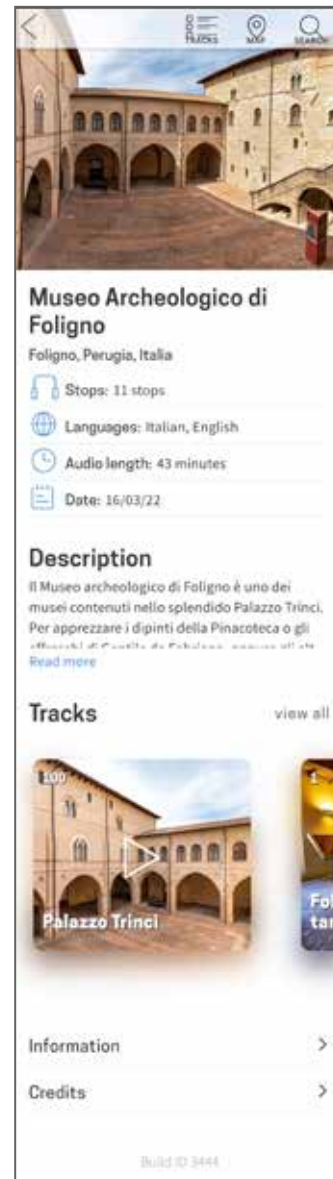 TRACKS MAP SEARCH
Museo Archeologico di
Foligno
Foligno, Perugia, Italia
Stops: 11 stops
Languages: Italian, English
Audio length: 43 minutes
Date: 16/03/22
Description
Il Museo archeologico di Foligno è uno dei
musei contenuti nello splendido Palazzo Trinci.
Per apprezzare i dipinti della Pinacoteca o gli
Read more
Tracks view all
100 1
Palazzo Trinci
Information
Credits
Build ID 3444